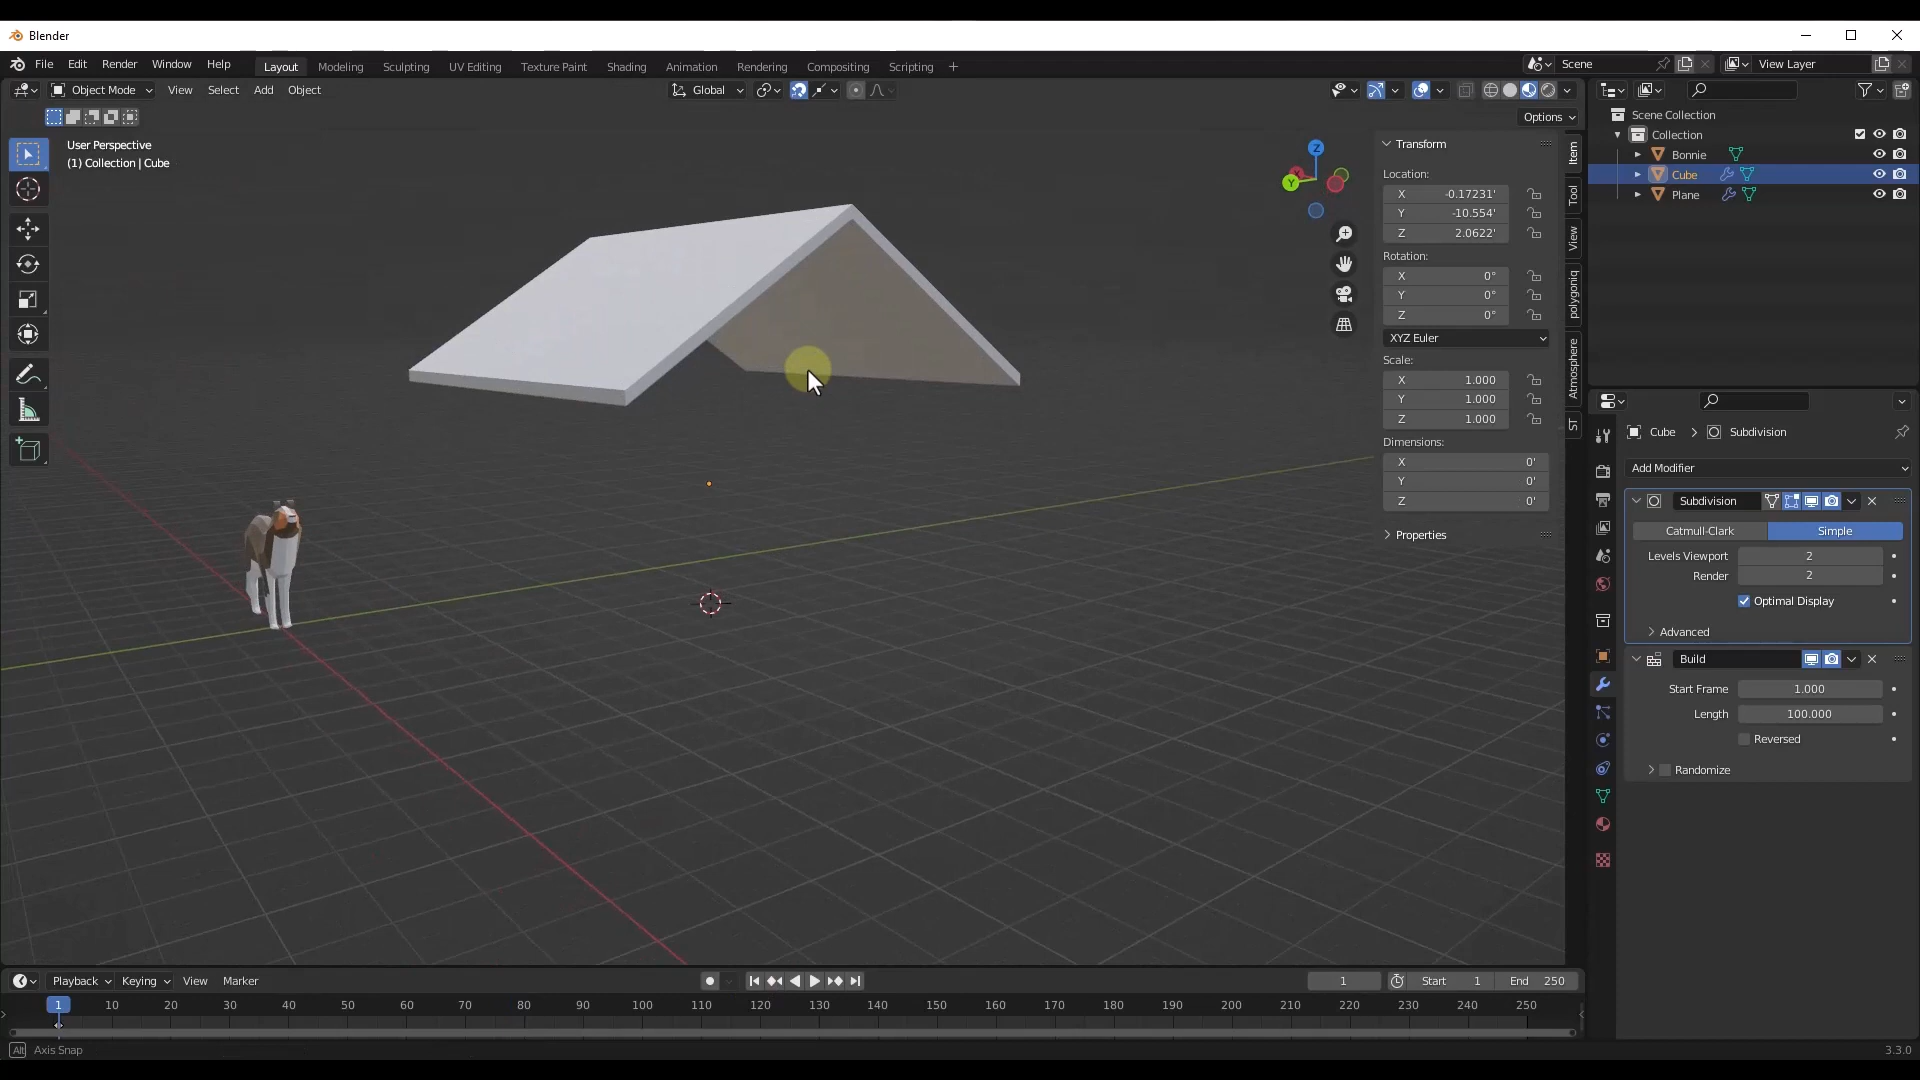 Blender
File Edit Render Window Help Layout Modeling Sculpting UV Editing Texture Paint Shading Animation Rendering Compositing Scripting + Scene View Layer
Object Mode View Select Add Object Global
Options
User Perspective
(1) Collection | Cube
Z
X
Y
Transform
Location:
X -0.17231'
Y -10.554'
Z 2.0622'
Rotation:
X 0°
Y 0°
Z 0°
XYZ Euler
Scale:
X 1.000
Y 1.000
Z 1.000
Dimensions:
X 0'
Y 0'
Z 0'
Properties
Item
Tool
View
polygoniq
Atmosphere
ST
Scene Collection
Collection
Bonnie
Cube
Plane
Cube > Subdivision
Add Modifier
Subdivision
Catmull-Clark Simple
Levels Viewport 2
Render 2
Optimal Display
Advanced
Build
Start Frame 1.000
Length 100.000
Reversed
Randomize
Playback Keying View Marker 1 Start 1 End 250
1 10 20 30 40 50 60 70 80 90 100 110 120 130 140 150 160 170 180 190 200 210 220 230 240 250
Alt Axis Snap 3.3.0